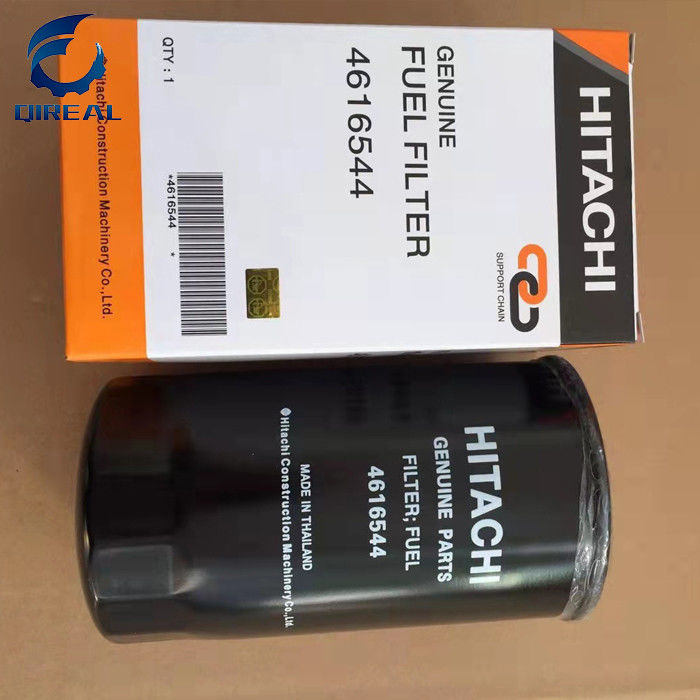 QIREAL
HITACHI
GENUINE
FUEL FILTER
4616544
SUPPORT CHAIN
QTY : 1
*4616544 *
Hitachi Construction Machinery Co.,Ltd.
HITACHI
GENUINE PARTS
FILTER; FUEL
4616544
MADE IN THAILAND
Hitachi Construction Machinery Co., Ltd.